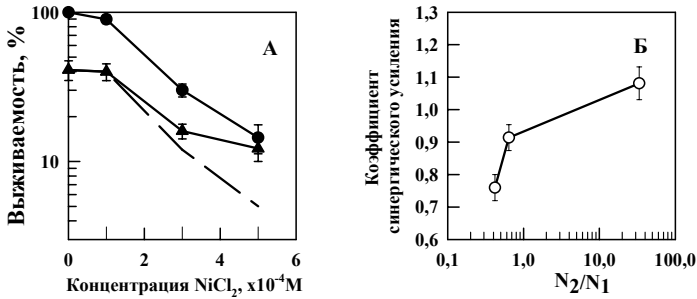 Выживаемость, %
100
10
А
0 2 4 6
Концентрация NiCl2, x10-4М
Коэффициент
синергического усиления
1,3
1,2
1,1
1,0
0,9
0,8
0,7
0,6
Б
0,1 1,0 10,0 100,0
N2/N1